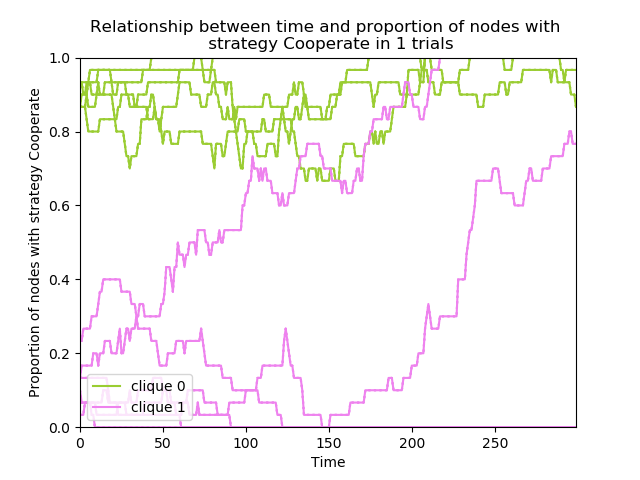 Relationship between time and proportion of nodes with
strategy Cooperate in 1 trials
Proportion of nodes with strategy Cooperate
1.0
0.8
0.6
0.4
0.2
0.0
clique 0
clique 1
0 50 100 150 200 250
Time